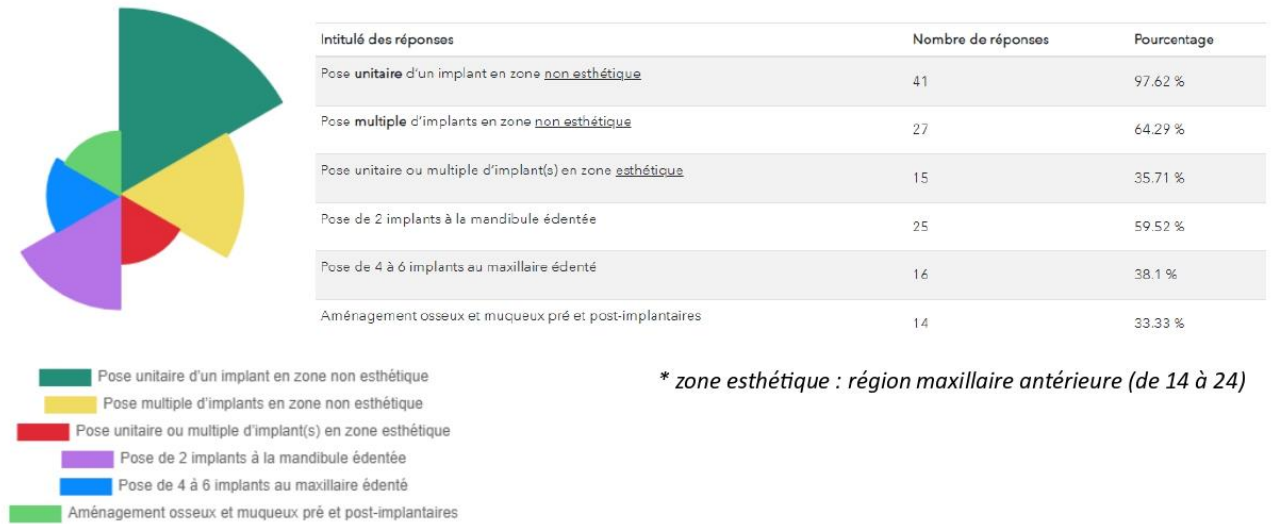 Intitulé des réponses Nombre de réponses Pourcentage
Pose unitaire d'un implant en zone non esthétique 41 97.62 %
Pose multiple d'implants en zone non esthétique 27 64.29 %
Pose unitaire ou multiple d'implant(s) en zone esthétique 15 35.71 %
Pose de 2 implants à la mandibule édentée 25 59.52 %
Pose de 4 à 6 implants au maxillaire édenté 16 38.1 %
Aménagement osseux et muqueux pré et post-implantaires 14 33.33 %
* zone esthétique : région maxillaire antérieure (de 14 à 24)
Pose unitaire d'un implant en zone non esthétique
Pose multiple d'implants en zone non esthétique
Pose unitaire ou multiple d'implant(s) en zone esthétique
Pose de 2 implants à la mandibule édentée
Pose de 4 à 6 implants au maxillaire édenté
Aménagement osseux et muqueux pré et post-implantaires